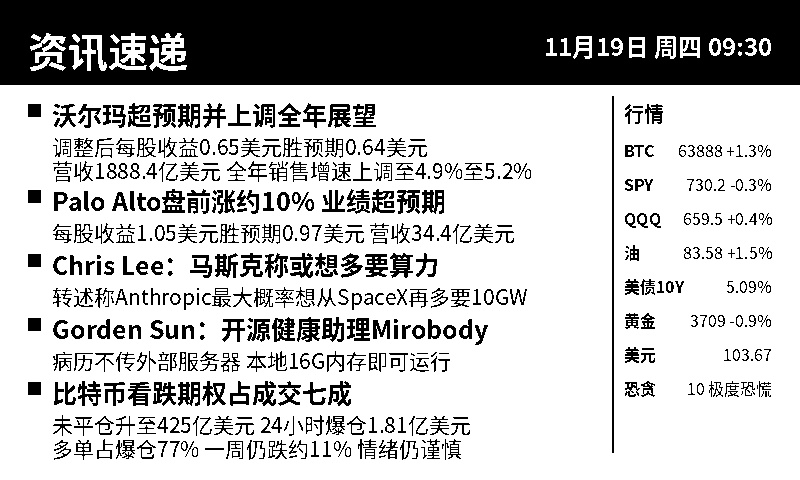 资讯速递
11月19日 周四 09:30
沃尔玛超预期并上调全年展望
调整后每股收益0.65美元胜预期0.64美元
营收1888.4亿美元 全年销售增速上调至4.9%至5.2%
Palo Alto盘前涨约10% 业绩超预期
每股收益1.05美元胜预期0.97美元 营收34.4亿美元
Chris Lee：马斯克称或想多要算力
转述称Anthropic最大概率想从SpaceX再多要10GW
Gorden Sun：开源健康助理Mirobody
病历不传外部服务器 本地16G内存即可运行
比特币看跌期权占成交七成
未平仓升至425亿美元 24小时爆仓1.81亿美元
多单占爆仓77% 一周仍跌约11% 情绪仍谨慎
行情
BTC 63888 +1.3%
SPY 730.2 -0.3%
QQQ 659.5 +0.4%
油 83.58 +1.5%
美债10Y 5.09%
黄金 3709 -0.9%
美元 103.67
恐贪 10 极度恐慌